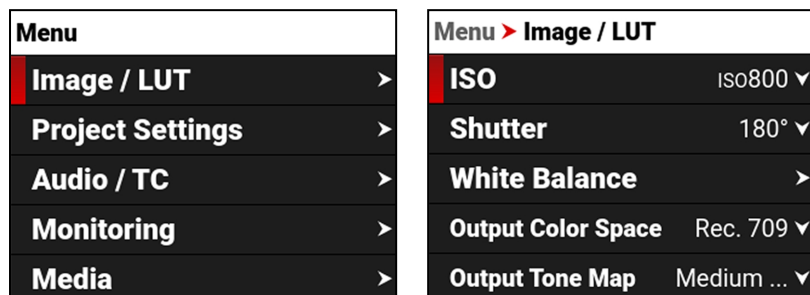 Menu
Image / LUT
Project Settings
Audio / TC
Monitoring
Media
Menu > Image / LUT
ISO ISO800
Shutter 180°
White Balance
Output Color Space Rec. 709
Output Tone Map Medium ...